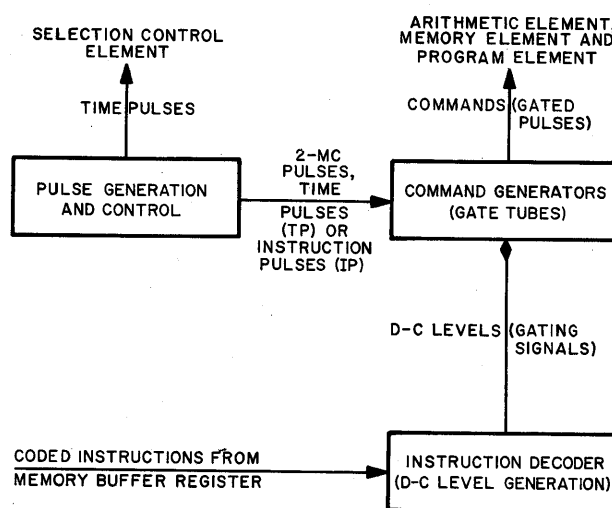 SELECTION CONTROL
ELEMENT
ARITHMETIC ELEMENT,
MEMORY ELEMENT AND
PROGRAM ELEMENT
TIME PULSES
COMMANDS (GATED
PULSES)
PULSE GENERATION
AND CONTROL
2-MC
PULSES,
TIME
PULSES
(TP) OR
INSTRUCTION
PULSES (IP)
COMMAND GENERATORS
(GATE TUBES)
D-C LEVELS (GATING
SIGNALS)
CODED INSTRUCTIONS FROM
MEMORY BUFFER REGISTER
INSTRUCTION DECODER
(D-C LEVEL GENERATION)